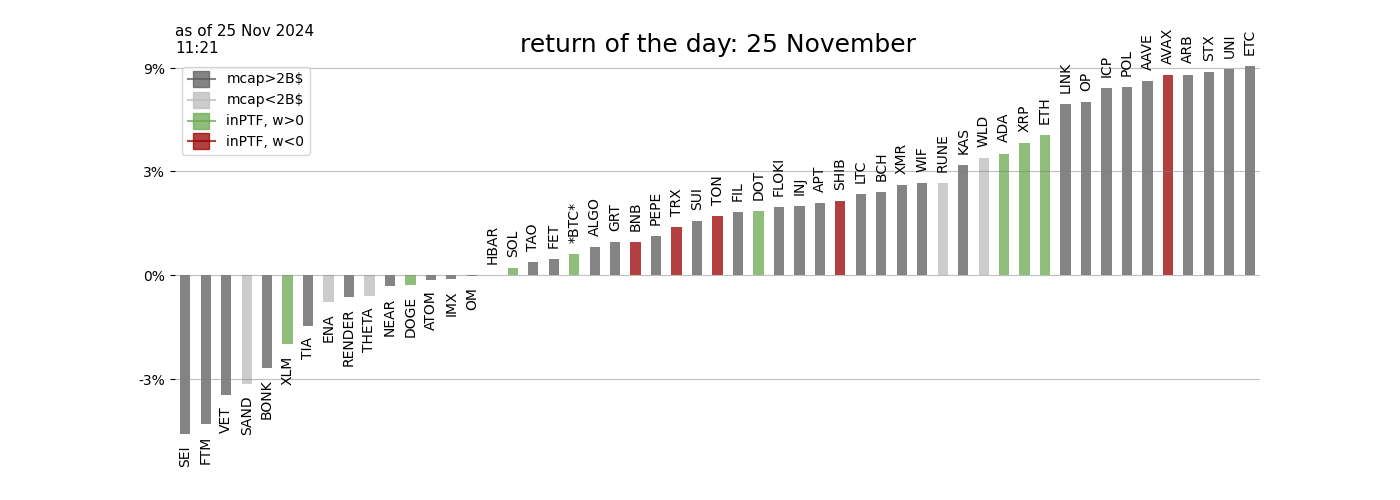 as of 25 Nov 2024
11:21
return of the day: 25 November
mcap>2B$
mcap<2B$
inPTF, w>0
inPTF, w<0
9%
3%
0%
-3%
SEI
FTM
VET
SAND
BONK
XLM
TIA
ENA
RENDER
THETA
NEAR
DOGE
ATOM
IMX
OM
HBAR
SOL
TAO
FET
*BTC*
ALGO
GRT
BNB
PEPE
TRX
SUI
TON
FIL
DOT
FLOKI
INJ
APT
SHIB
LTC
BCH
XMR
WIF
RUNE
KAS
WLD
ADA
XRP
ETH
LINK
OP
ICP
POL
AAVE
AVAX
ARB
STX
UNI
ETC